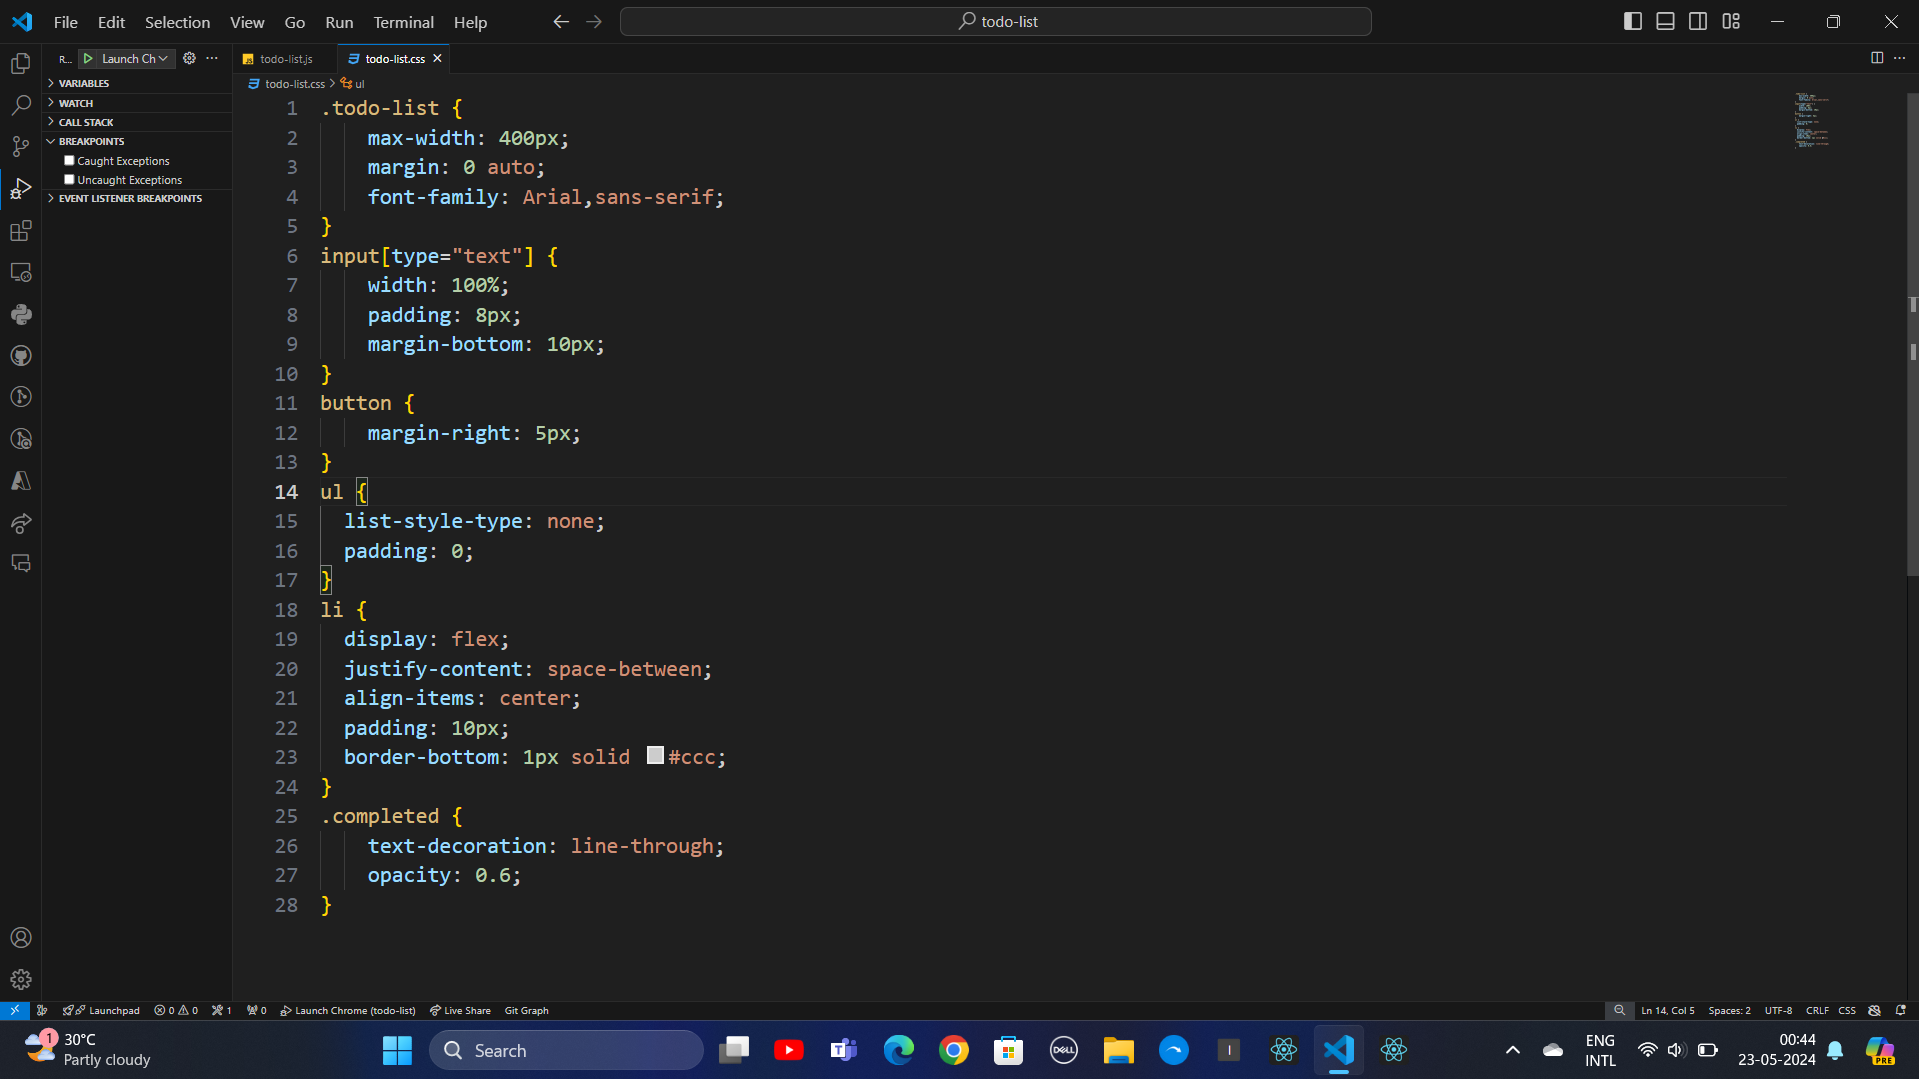 File Edit Selection View Go Run Terminal Help
todo-list
R... Launch Ch
todo-list.js
todo-list.css
VARIABLES
WATCH
CALL STACK
BREAKPOINTS
Caught Exceptions
Uncaught Exceptions
EVENT LISTENER BREAKPOINTS
todo-list.css > ul
1 .todo-list {
2 max-width: 400px;
3 margin: 0 auto;
4 font-family: Arial,sans-serif;
5 }
6 input[type="text"] {
7 width: 100%;
8 padding: 8px;
9 margin-bottom: 10px;
10 }
11 button {
12 margin-right: 5px;
13 }
14 ul {
15 list-style-type: none;
16 padding: 0;
17 }
18 li {
19 display: flex;
20 justify-content: space-between;
21 align-items: center;
22 padding: 10px;
23 border-bottom: 1px solid #ccc;
24 }
25 .completed {
26 text-decoration: line-through;
27 opacity: 0.6;
28 }
Launchpad 0 0 1 0 Launch Chrome (todo-list) Live Share Git Graph Ln 14, Col 5 Spaces: 2 UTF-8 CRLF CSS
1
30°C
Partly cloudy
Search
DELL
I
ENG
INTL
00:44
23-05-2024
PRE